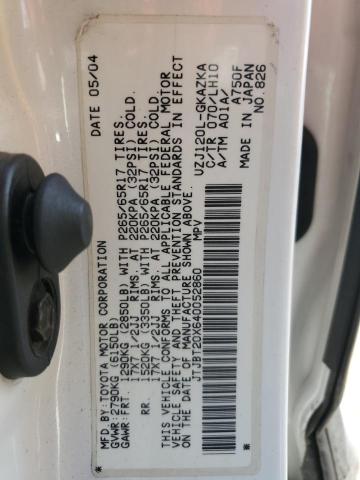 MFD.BY: TOYOTA MOTOR CORPORATION DATE 05/04
GVWR: 2790KG (6150LB)
GAWR:FRT. 1290KG (2850LB) WITH P265/65R17 TIRES,
17X7 1/2JJ RIMS, AT 220KPA (32PSI) COLD.
RR. 1520KG (3350LB) WITH P265/65R17 TIRES,
17X7 1/2JJ RIMS, AT 220KPA (32PSI) COLD.
THIS VEHICLE CONFORMS TO ALL APPLICABLE FEDERAL MOTOR
VEHICLE SAFETY AND THEFT PREVENTION STANDARDS IN EFFECT
ON THE DATE OF MANUFACTURE SHOWN ABOVE.
* JTJBT20X640052860 *
MPV
UZJ120L-GKAZKA
C/TR 070/LH10
A/TM A01A/ A750F
MADE IN JAPAN
NO.826